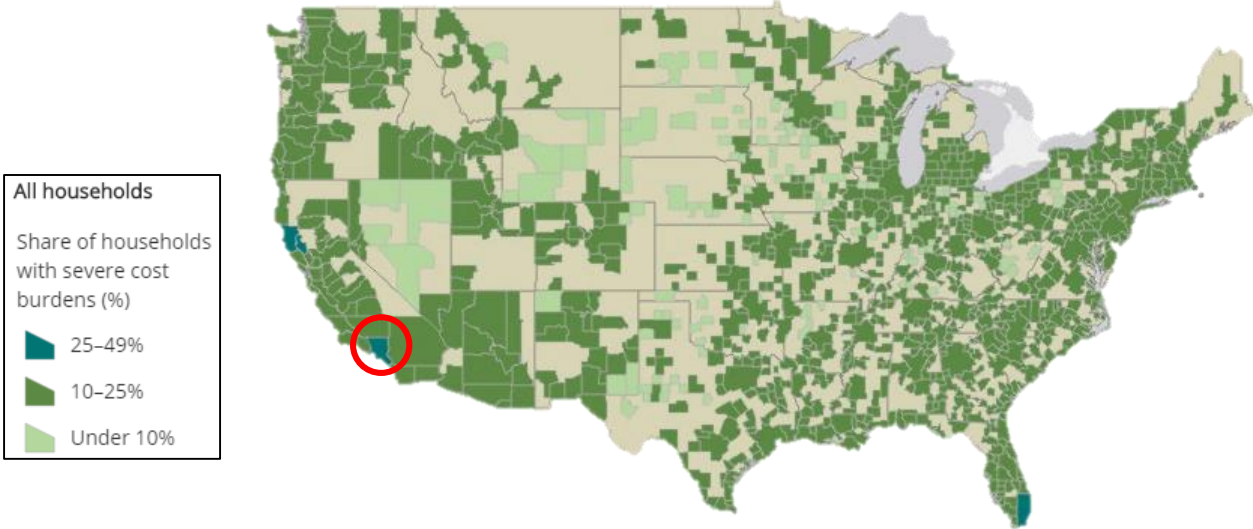 All households
Share of households
with severe cost
burdens (%)
25–49%
10–25%
Under 10%